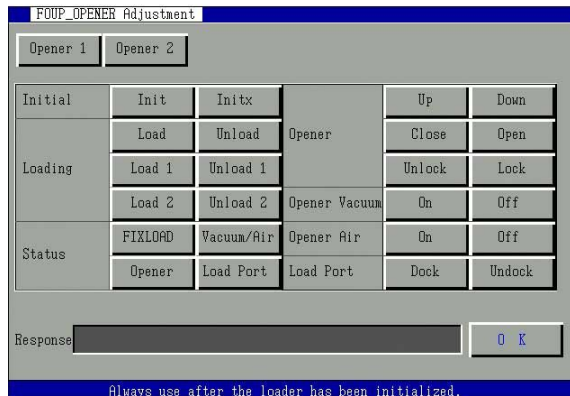 FOUP_OPENER Adjustment
Opener 1 Opener 2
Initial Init Initx Up Down
Load Unload Opener Close Open
Loading Load 1 Unload 1 Unlock Lock
Load 2 Unload 2 Opener Vacuum On Off
FIXLOAD Vacuum/Air Opener Air On Off
Status
Opener Load Port Load Port Dock Undock
Response O K
Always use after the loader has been initialized.